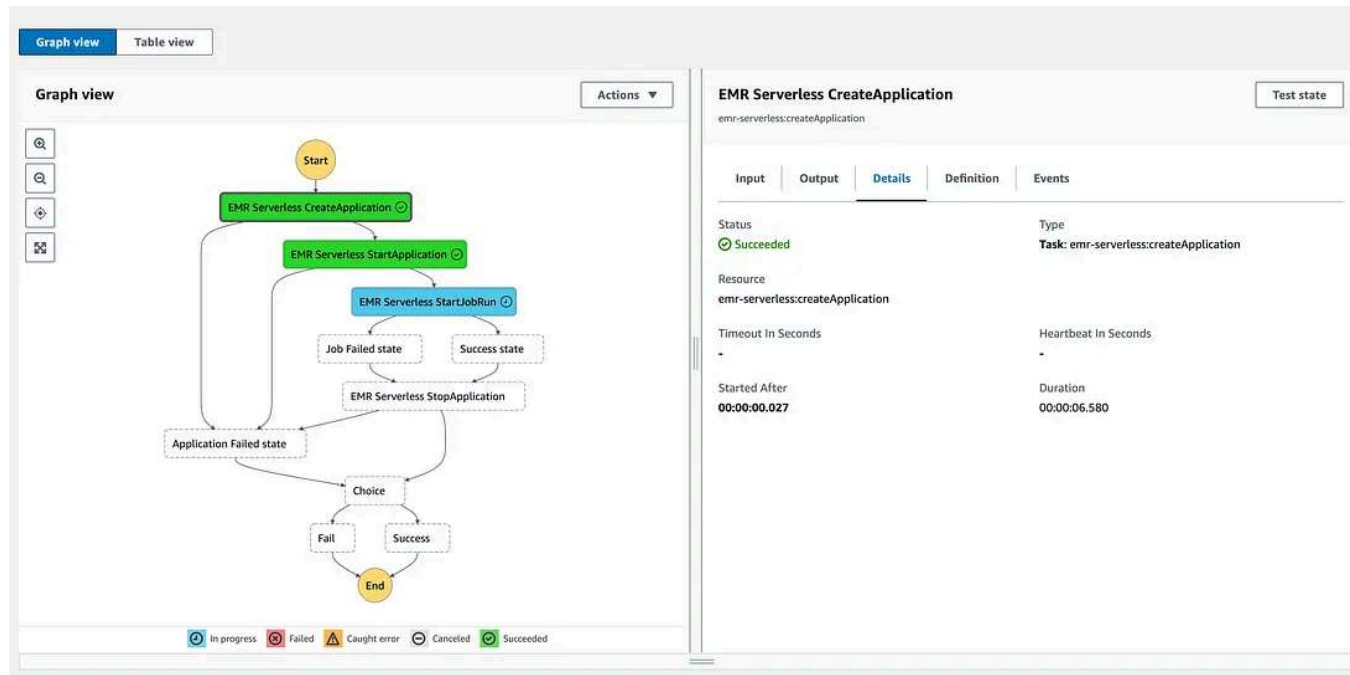 Graph view
Table view
Graph view
Actions
Start
EMR Serverless CreateApplication
EMR Serverless StartApplication
EMR Serverless StartJobRun
Job Failed state
Success state
EMR Serverless StopApplication
Application Failed state
Choice
Fail
Success
End
In progress
Failed
Caught error
Canceled
Succeeded
EMR Serverless CreateApplication
Test state
emr-serverless:createApplication
Input
Output
Details
Definition
Events
Status
Succeeded
Type
Task: emr-serverless:createApplication
Resource
emr-serverless:createApplication
Timeout In Seconds
-
Heartbeat In Seconds
-
Started After
00:00:00.027
Duration
00:00:06.580